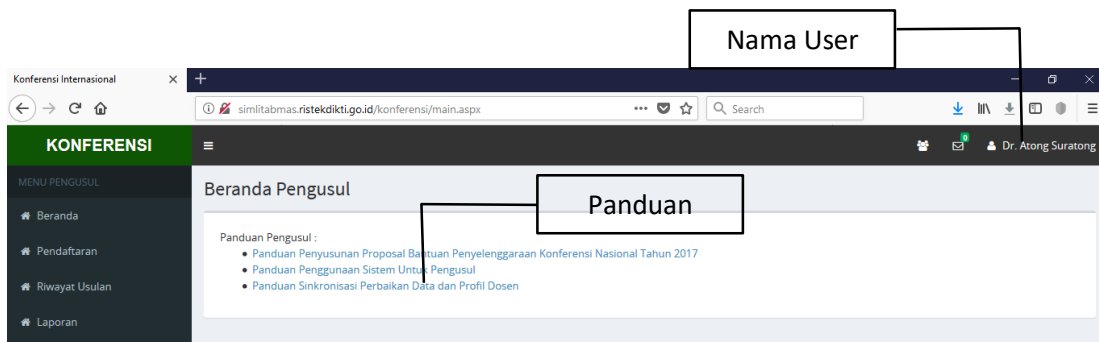 Nama User
Konferensi Internasional
simlitabmas.ristekdikti.go.id/konferensi/main.aspx
Search
KONFERENSI
0
Dr. Atong Suratong
MENU PENGUSUL
Beranda Pengusul
Panduan
Beranda
Panduan Pengusul :
Panduan Penyusunan Proposal Bantuan Penyelenggaraan Konferensi Nasional Tahun 2017
Pendaftaran
Panduan Penggunaan Sistem Untuk Pengusul
Riwayat Usulan
Panduan Sinkronisasi Perbaikan Data dan Profil Dosen
Laporan